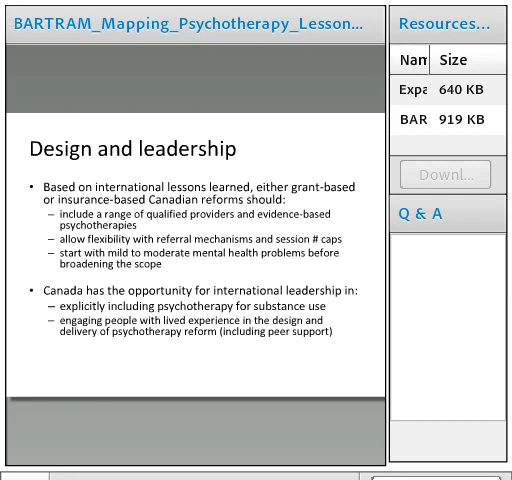 BARTRAM_Mapping_Psychotherapy_Lesson...
Design and leadership
• Based on international lessons learned, either grant-based
or insurance-based Canadian reforms should:
– include a range of qualified providers and evidence-based
psychotherapies
– allow flexibility with referral mechanisms and session # caps
– start with mild to moderate mental health problems before
broadening the scope
• Canada has the opportunity for international leadership in:
– explicitly including psychotherapy for substance use
– engaging people with lived experience in the design and
delivery of psychotherapy reform (including peer support)
Resources...
Nam Size
Expa 640 KB
BAR 919 KB
Downl...
Q & A